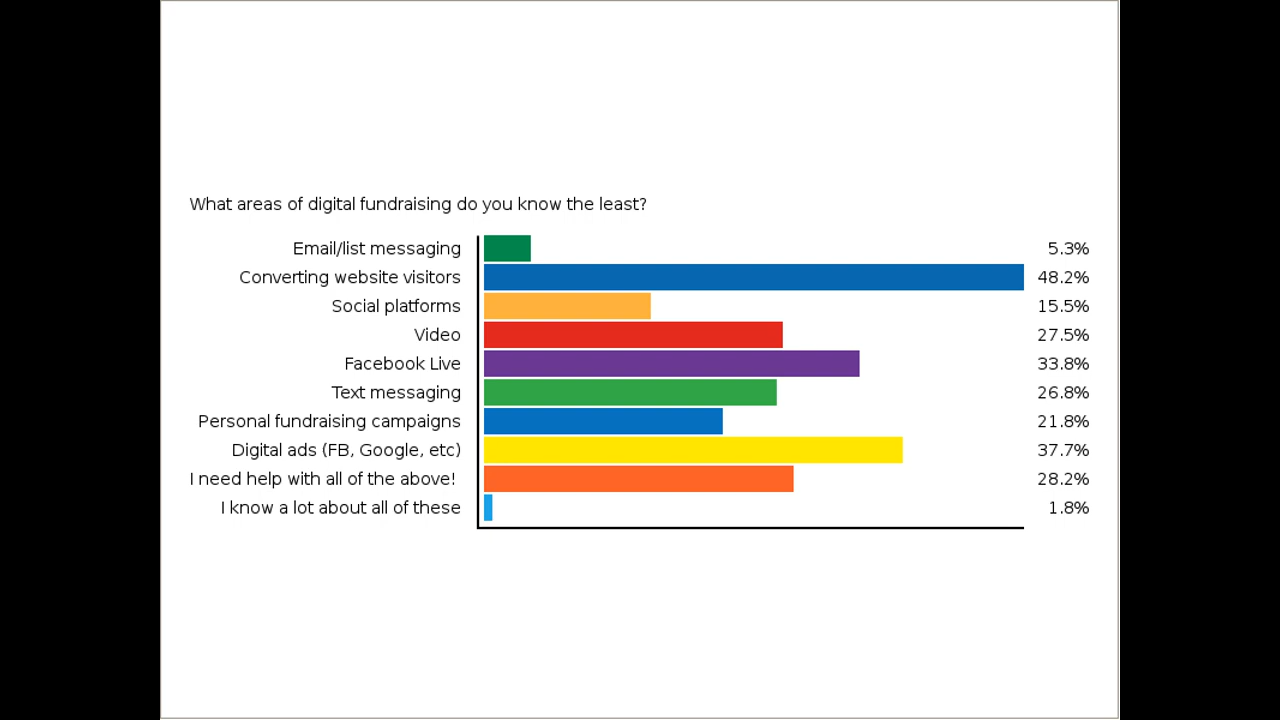 What areas of digital fundraising do you know the least?
Email/list messaging 5.3%
Converting website visitors 48.2%
Social platforms 15.5%
Video 27.5%
Facebook Live 33.8%
Text messaging 26.8%
Personal fundraising campaigns 21.8%
Digital ads (FB, Google, etc) 37.7%
I need help with all of the above! 28.2%
I know a lot about all of these 1.8%